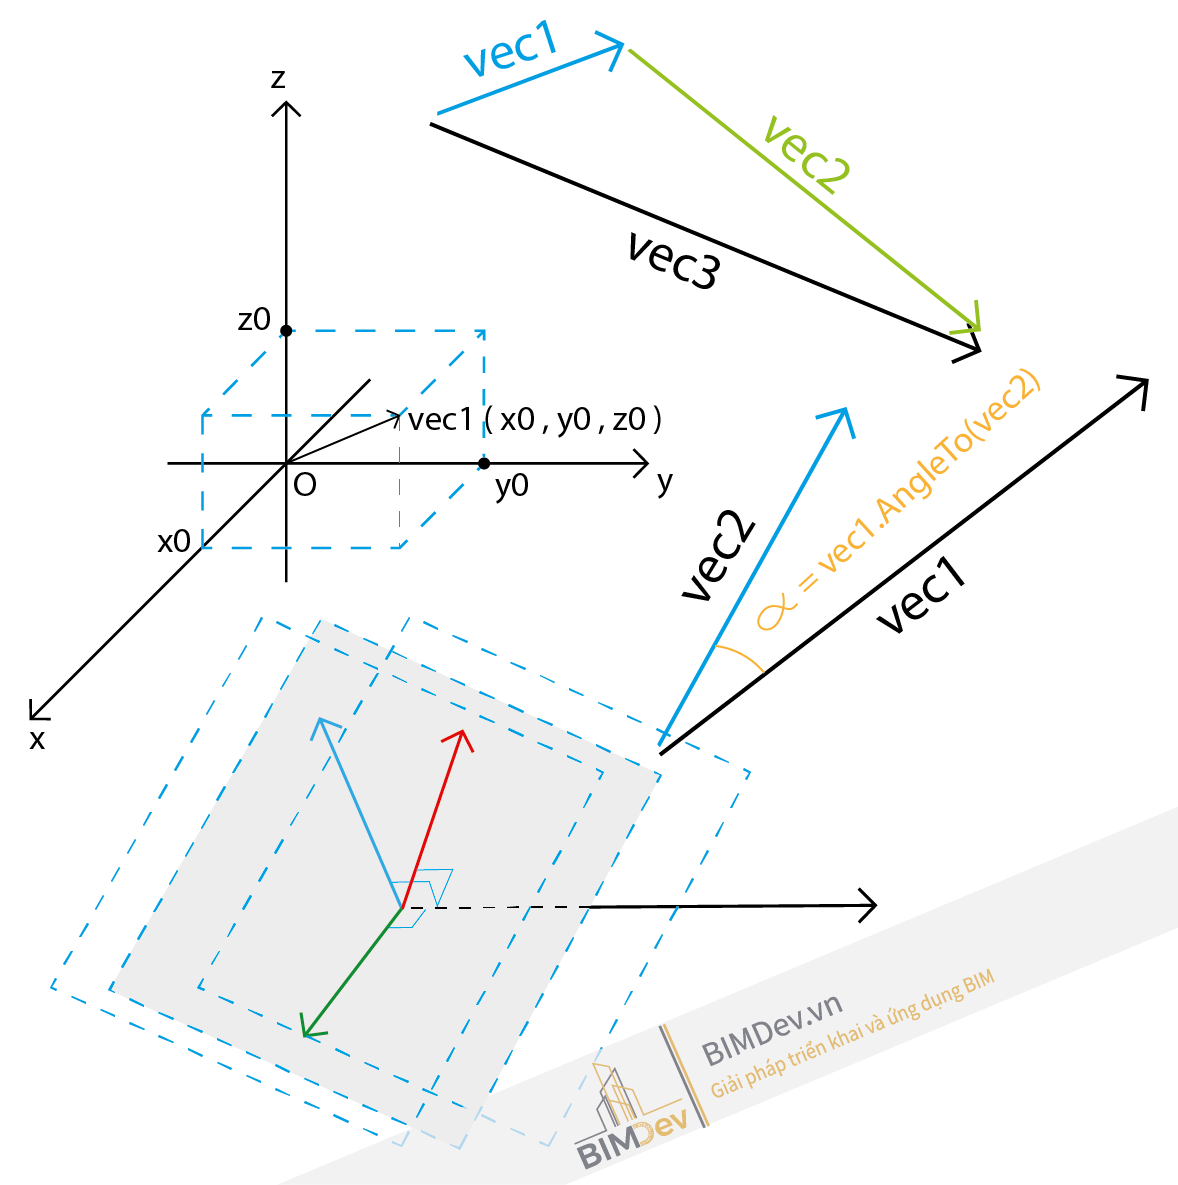 vec1
vec2
vec3
z
z0
vec1 ( x0 , y0 , z0 )
O
y0
y
x0
x
vec2
α = vec1.AngleTo(vec2)
vec1
BIMDev.vn
Giải pháp triển khai và ứng dụng BIM
BIMDev